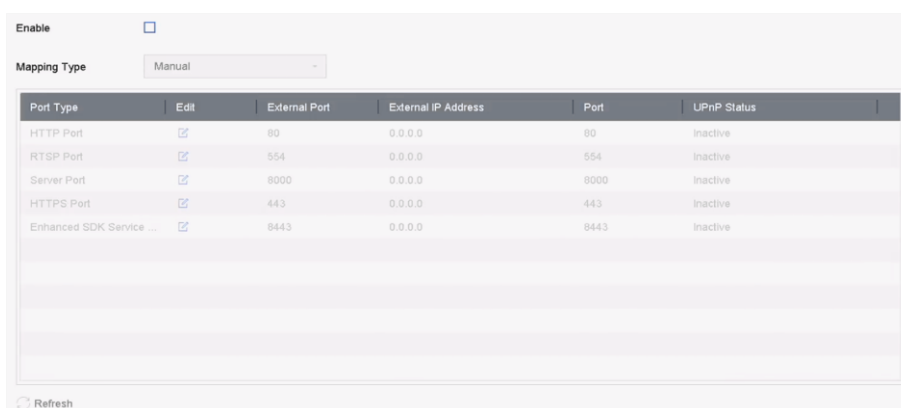 Enable
Mapping Type Manual
Port Type Edit External Port External IP Address Port UPnP Status
HTTP Port 80 0.0.0.0 80 Inactive
RTSP Port 554 0.0.0.0 554 Inactive
Server Port 8000 0.0.0.0 8000 Inactive
HTTPS Port 443 0.0.0.0 443 Inactive
Enhanced SDK Service ... 8443 0.0.0.0 8443 Inactive
Refresh